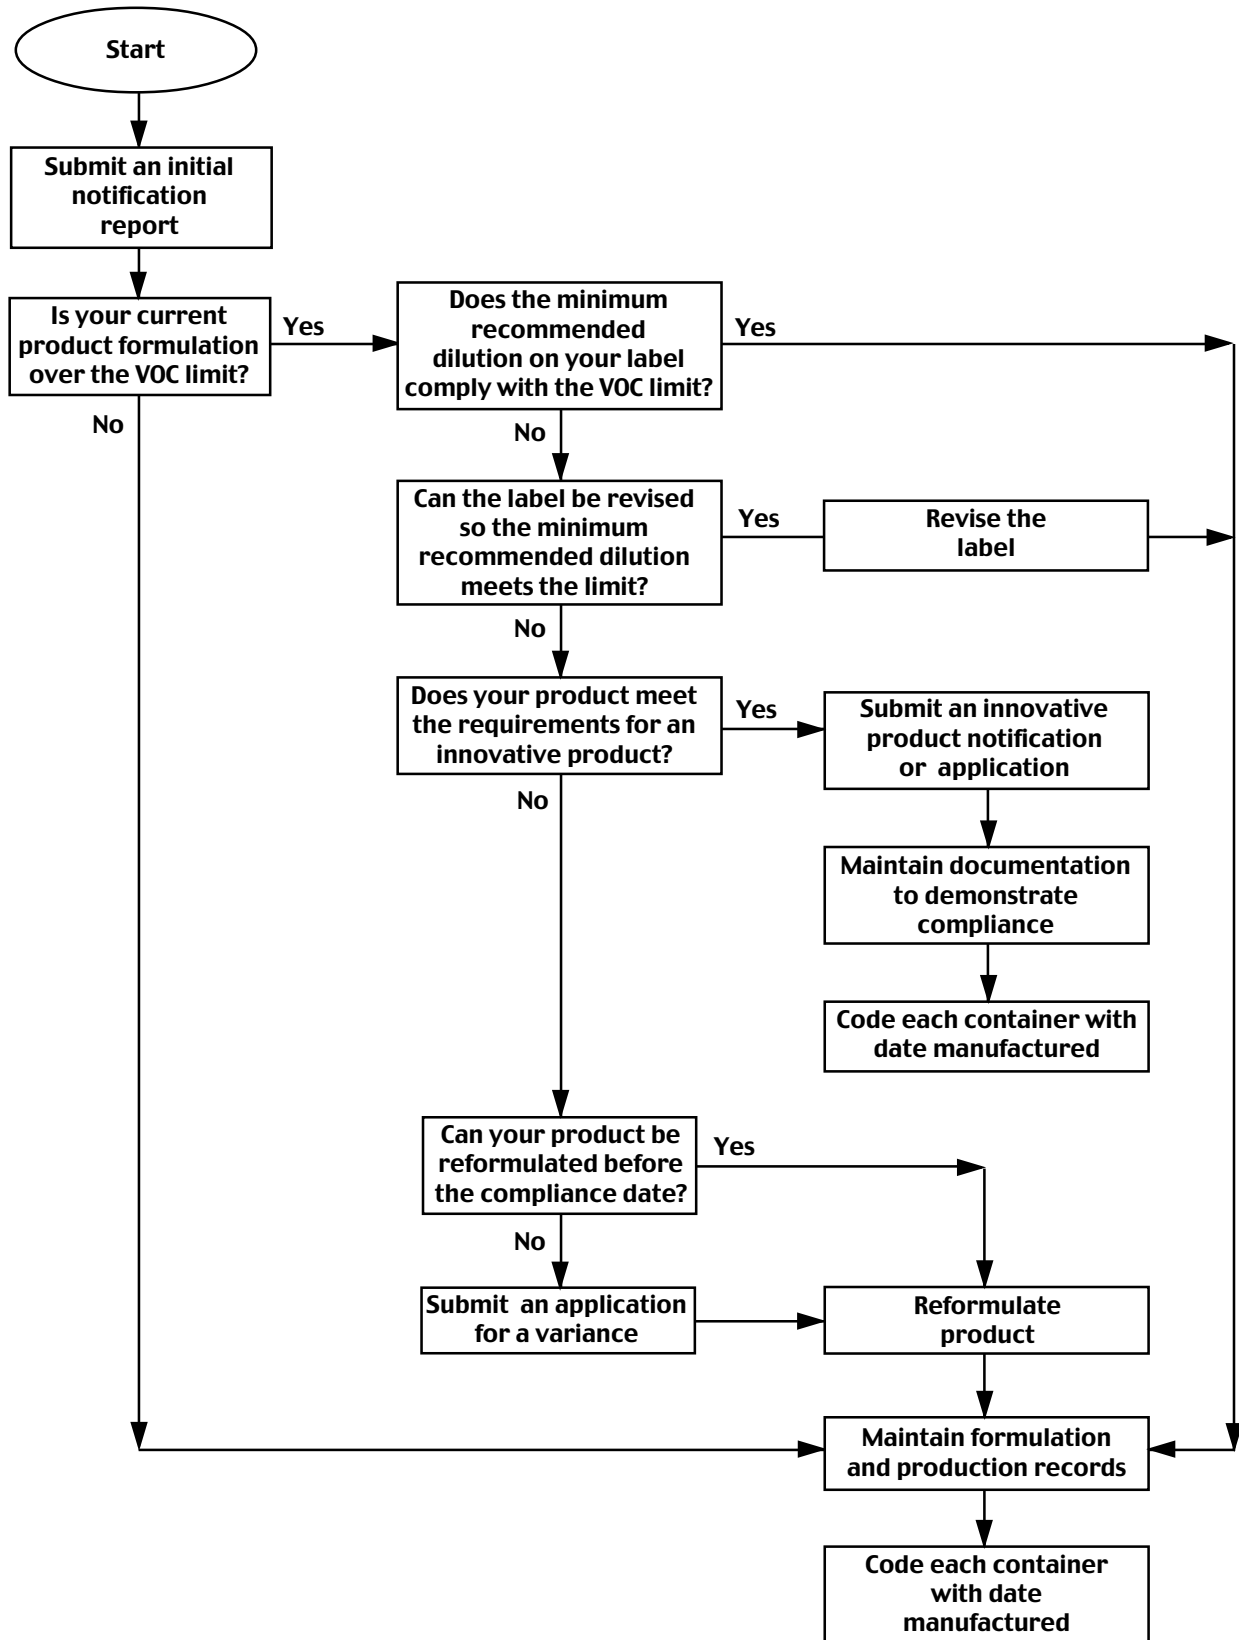 Start
Submit an initial
notification
report
Is your current
product formulation
over the VOC limit?
Yes
No
Does the minimum
recommended
dilution on your label
comply with the VOC limit?
Yes
No
Can the label be revised
so the minimum
recommended dilution
meets the limit?
Yes
Revise the
label
No
Does your product meet
the requirements for an
innovative product?
Yes
Submit an innovative
product notification
or application
No
Maintain documentation
to demonstrate
compliance
Code each container with
date manufactured
Can your product be
reformulated before
the compliance date?
Yes
No
Submit an application
for a variance
Reformulate
product
Maintain formulation
and production records
Code each container
with date
manufactured